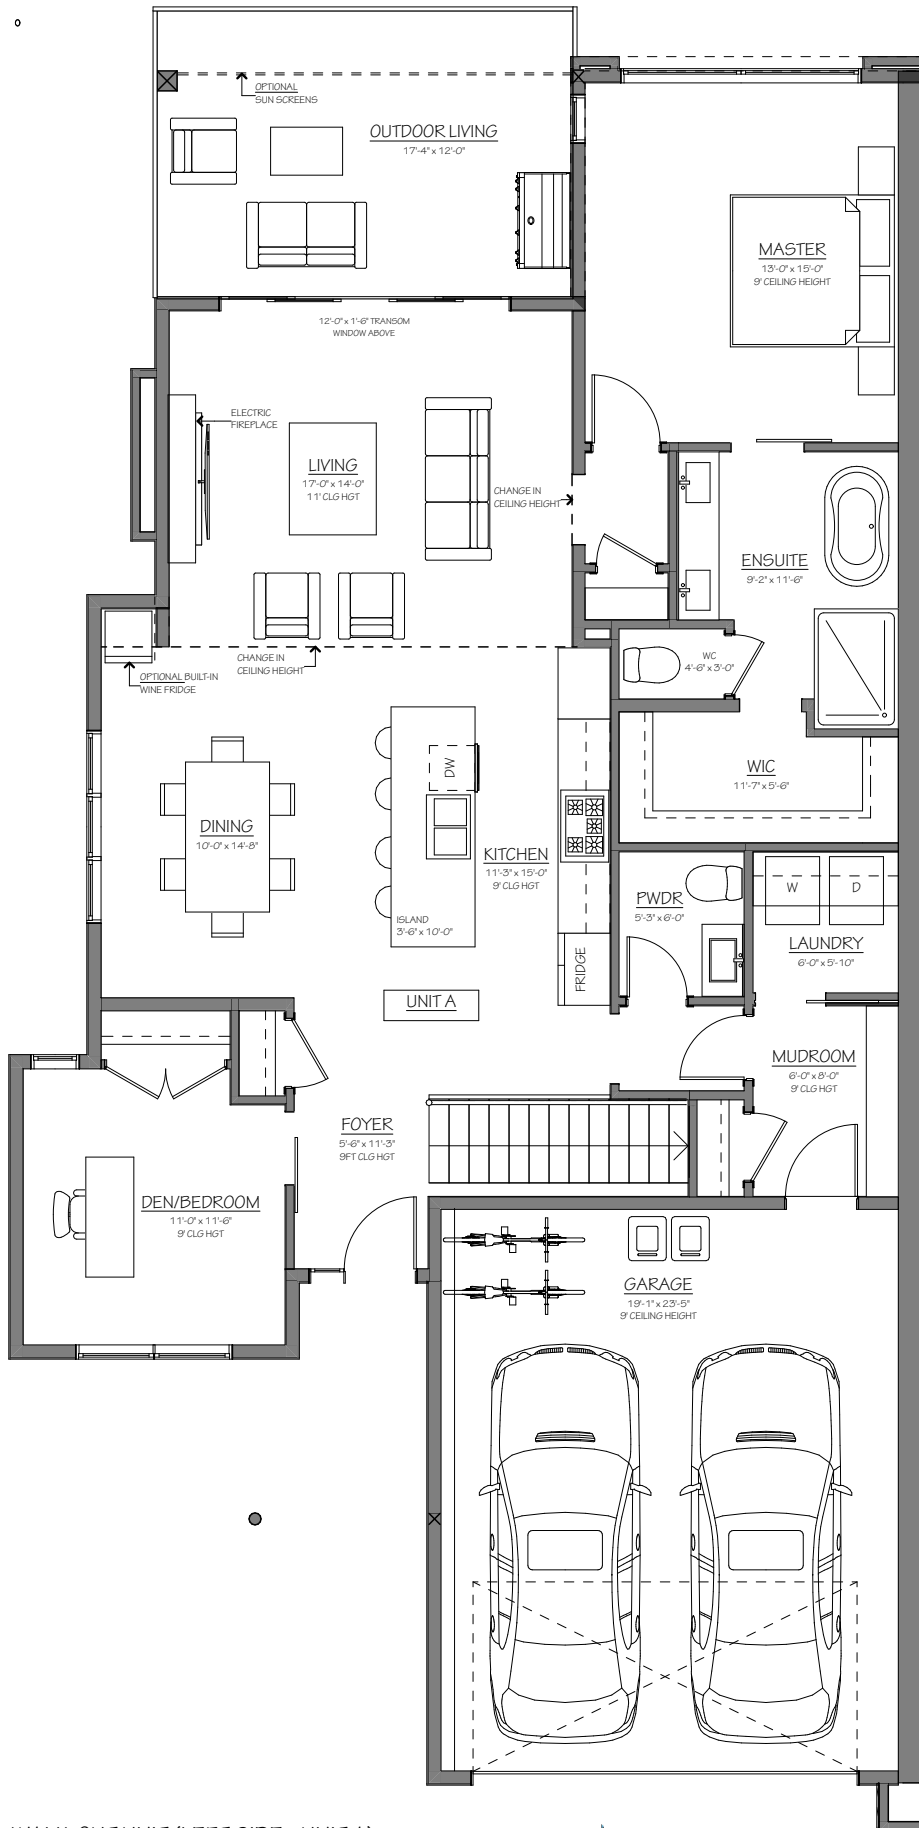 OPTIONAL
SUN SCREENS
OUTDOOR LIVING
17'-4" x 12'-0"
MASTER
13'-0" x 15'-0"
9' CEILING HEIGHT
12'-0" x 1'-6" TRANSOM
WINDOW ABOVE
ELECTRIC
FIREPLACE
LIVING
17'-0" x 14'-0"
11' CLG HGT
CHANGE IN
CEILING HEIGHT
ENSUITE
9'-2" x 11'-6"
CHANGE IN
CEILING HEIGHT
OPTIONAL BUILT-IN
WINE FRIDGE
WC
4'-6" x 3'-0"
DW
WIC
11'-7" x 5'-6"
DINING
10'-0" x 14'-8"
KITCHEN
11'-3" x 15'-0"
9' CLG HGT
ISLAND
3'-6" x 10'-0"
PWDR
5'-3" x 6'-0"
W
D
LAUNDRY
6'-0" x 5'-10"
FRIDGE
UNIT A
MUDROOM
6'-0" x 8'-0"
9' CLG HGT
FOYER
5'-6" x 11'-3"
9FT CLG HGT
DEN/BEDROOM
11'-0" x 11'-6"
9' CLG HGT
GARAGE
19'-1" x 23'-5"
9' CEILING HEIGHT